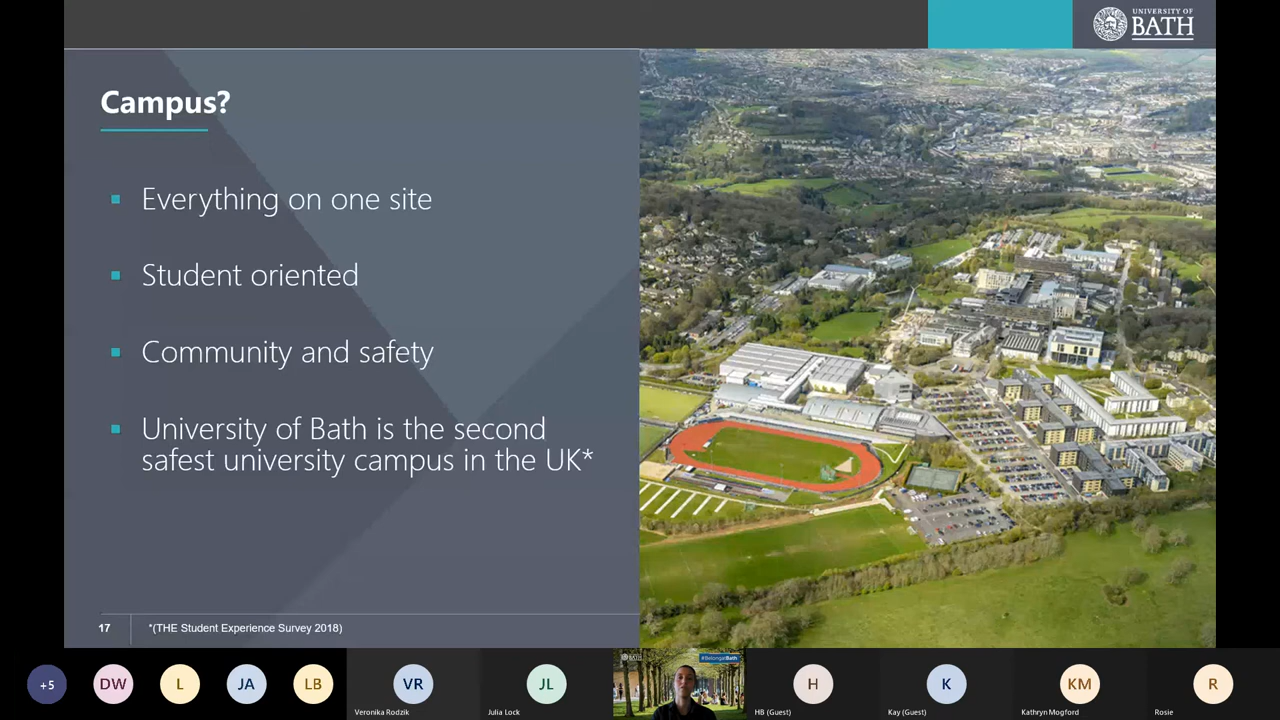 UNIVERSITY OF
BATH
Campus?
Everything on one site
Student oriented
Community and safety
University of Bath is the second
safest university campus in the UK*
17
*(THE Student Experience Survey 2018)
+5
DW
L
JA
LB
VR
Veronika Rodzik
JL
Julia Lock
BATH
#BelongatBath
H
HB (Guest)
K
Kay (Guest)
KM
Kathryn Mogford
R
Rosie